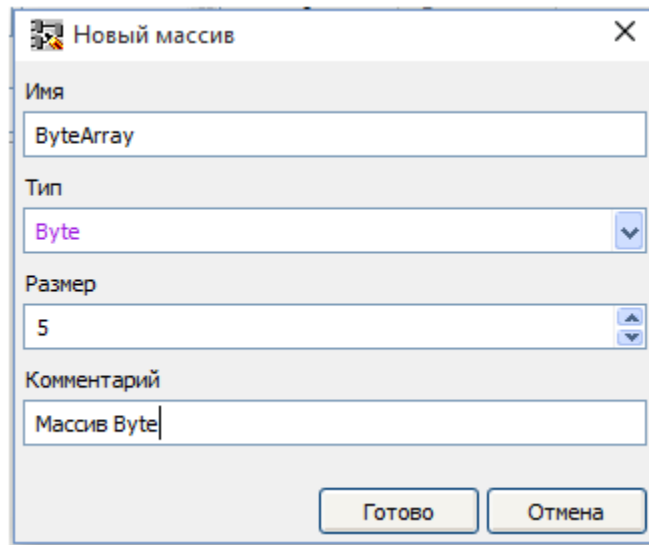 Новый массив
Имя
ByteArray
Тип
Byte
Размер
5
Комментарий
Массив Byte
Готово Отмена